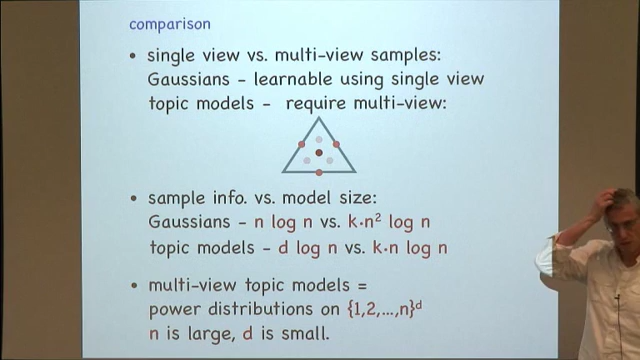 comparison
• single view vs. multi-view samples:
Gaussians - learnable using single view
topic models - require multi-view:
• sample info. vs. model size:
Gaussians - n log n vs. k·n² log n
topic models - d log n vs. k·n log n
• multi-view topic models =
power distributions on {1,2,...,n}ᵈ
n is large, d is small.